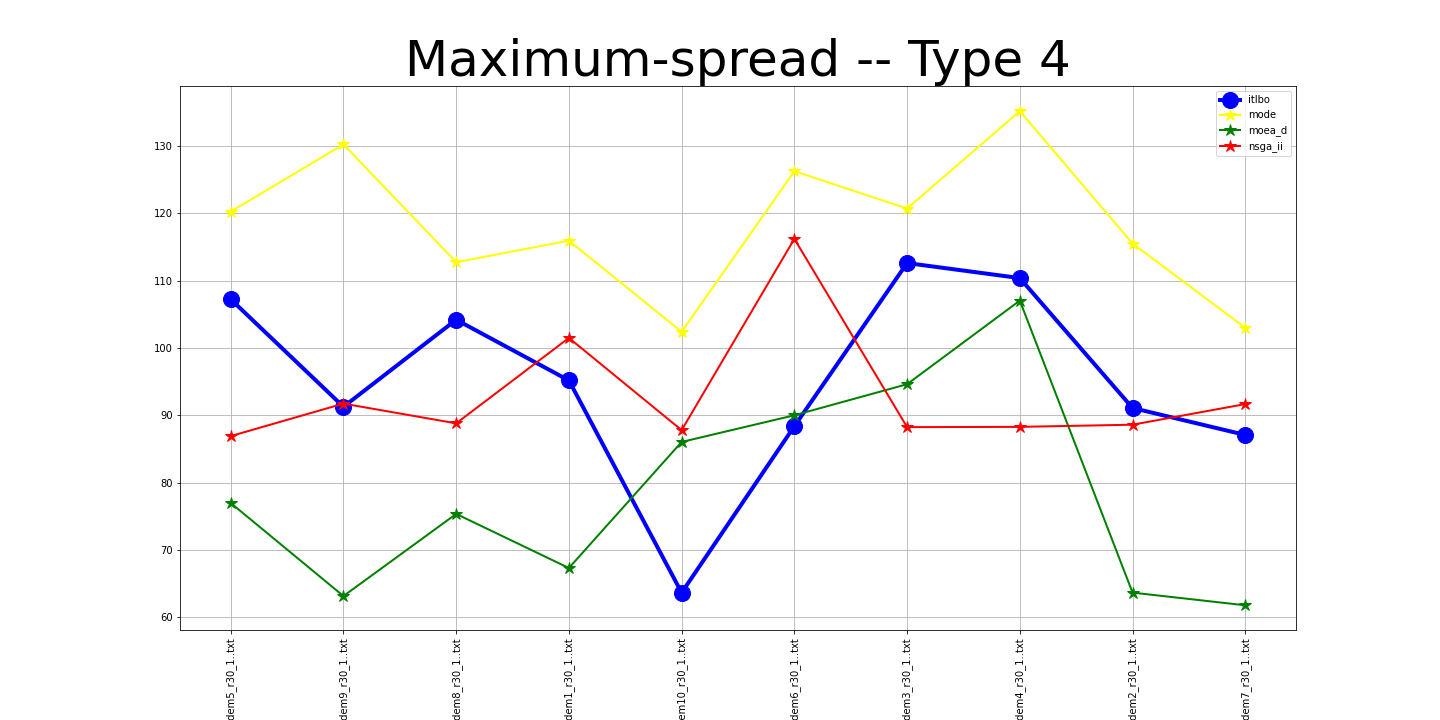 Maximum-spread -- Type 4
itlbo
mode
moea_d
nsga_ii
130
120
110
100
90
80
70
60
dem5_r30_1..txt
dem9_r30_1..txt
dem8_r30_1..txt
dem1_r30_1..txt
em10_r30_1..txt
dem6_r30_1..txt
dem3_r30_1..txt
dem4_r30_1..txt
dem2_r30_1..txt
dem7_r30_1..txt